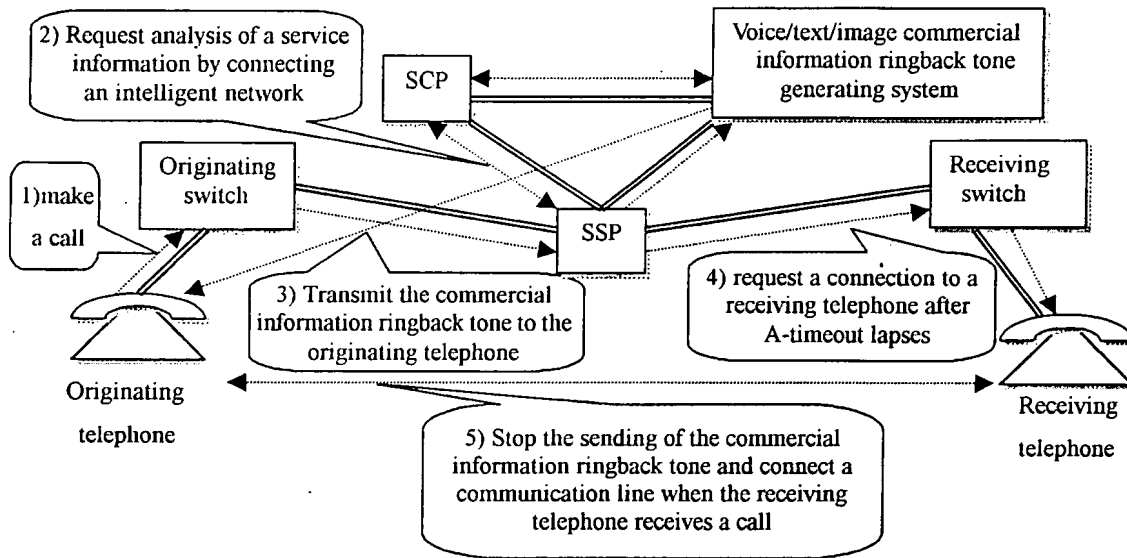 2) Request analysis of a service
information by connecting
an intelligent network
SCP
Voice/text/image commercial
information ringback tone
generating system
Originating
switch
Receiving
switch
1)make
a call
SSP
3) Transmit the commercial
information ringback tone to the
originating telephone
4) request a connection to a
receiving telephone after
A-timeout lapses
Originating
telephone
Receiving
telephone
5) Stop the sending of the commercial
information ringback tone and connect a
communication line when the receiving
telephone receives a call